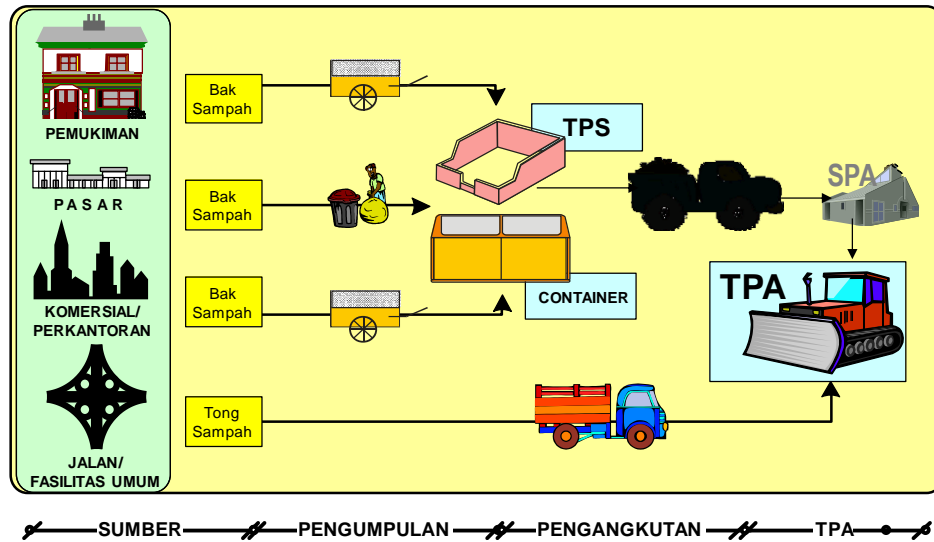 PEMUKIMAN
P A S A R
KOMERSIAL/
PERKANTORAN
JALAN/
FASILITAS UMUM
Bak
Sampah
Bak
Sampah
Bak
Sampah
Tong
Sampah
TPS
CONTAINER
SPA
TPA
SUMBER PENGUMPULAN PENGANGKUTAN TPA